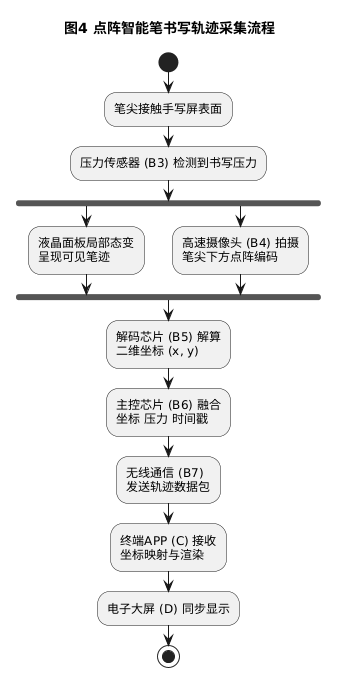 图4 点阵智能笔书写轨迹采集流程
笔尖接触手写屏表面
压力传感器 (B3) 检测到书写压力
液晶面板局部态变
呈现可见笔迹
高速摄像头 (B4) 拍摄
笔尖下方点阵编码
解码芯片 (B5) 解算
二维坐标 (x, y)
主控芯片 (B6) 融合
坐标 压力 时间戳
无线通信 (B7)
发送轨迹数据包
终端APP (C) 接收
坐标映射与渲染
电子大屏 (D) 同步显示